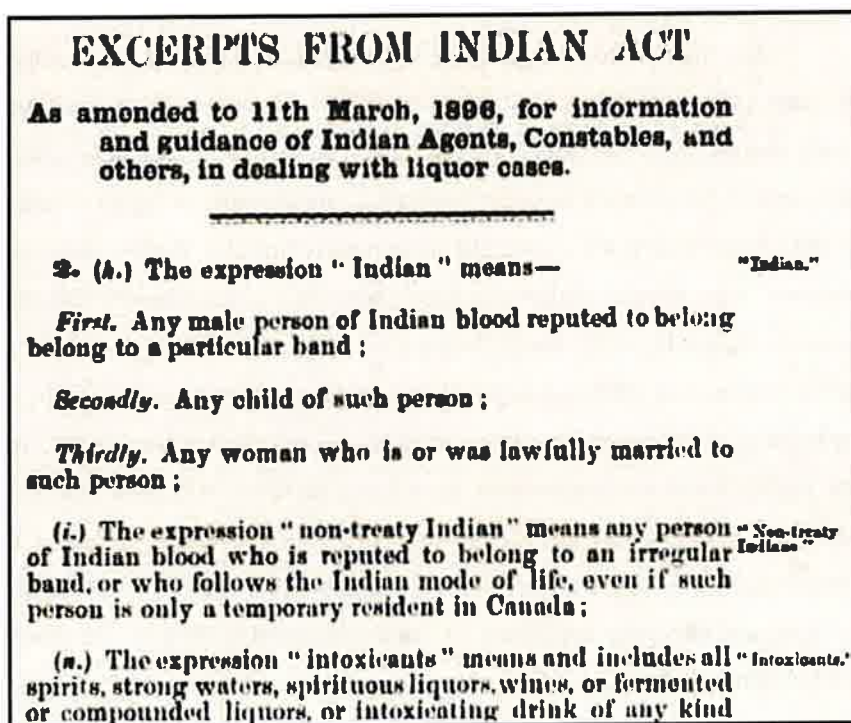 EXCERPTS FROM INDIAN ACT
As amended to 11th March, 1896, for information
and guidance of Indian Agents, Constables, and
others, in dealing with liquor cases.
2. (h.) The expression "Indian" means— "Indian."
First. Any male person of Indian blood reputed to belong
belong to a particular band;
Secondly. Any child of such person;
Thirdly. Any woman who is or was lawfully married to
such person;
(i.) The expression "non-treaty Indian" means any person "Non-treaty
of Indian blood who is reputed to belong to an irregular Indians"
band, or who follows the Indian mode of life, even if such
person is only a temporary resident in Canada;
(n.) The expression "intoxicants" means and includes all "Intoxicants."
spirits, strong waters, spirituous liquors, wines, or fermented
or compounded liquors, or intoxicating drink of any kind